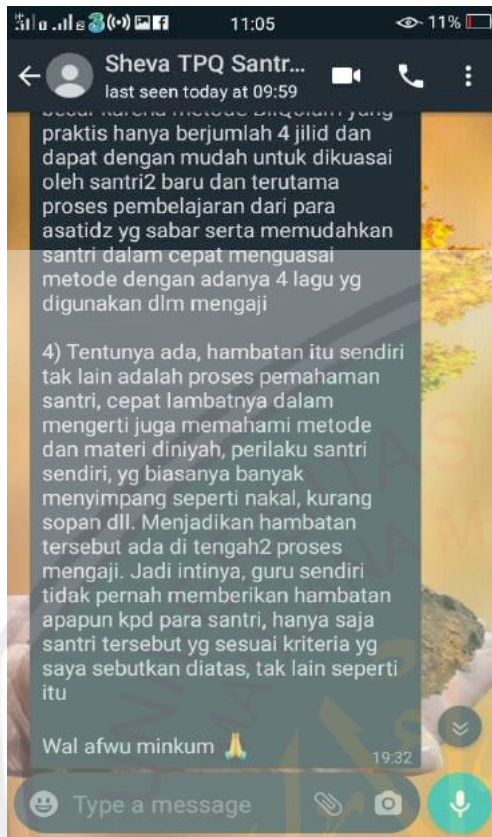 11:05
11%
Sheva TPQ Santr...
last seen today at 09:59
besar karena metode BilQolam yang
praktis hanya berjumlah 4 jilid dan
dapat dengan mudah untuk dikuasai
oleh santri2 baru dan terutama
proses pembelajaran dari para
asatidz yg sabar serta memudahkan
santri dalam cepat menguasai
metode dengan adanya 4 lagu yg
digunakan dlm mengaji
4) Tentunya ada, hambatan itu sendiri
tak lain adalah proses pemahaman
santri, cepat lambatnya dalam
mengerti juga memahami metode
dan materi diniyah, perilaku santri
sendiri, yg biasanya banyak
menyimpang seperti nakal, kurang
sopan dll. Menjadikan hambatan
tersebut ada di tengah2 proses
mengaji. Jadi intinya, guru sendiri
tidak pernah memberikan hambatan
apapun kpd para santri, hanya saja
santri tersebut yg sesuai kriteria yg
saya sebutkan diatas, tak lain seperti
itu
Wal afwu minkum 🙏
19:32
Type a message